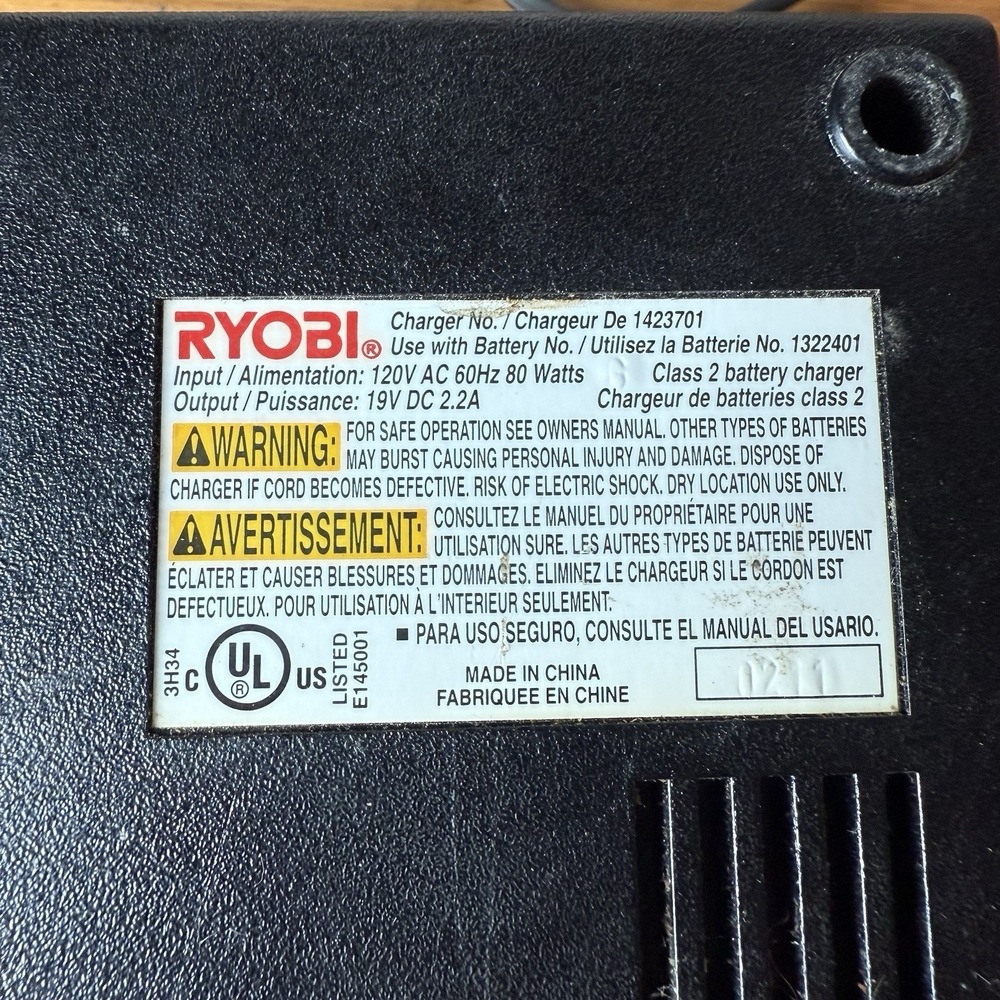 RYOBI® Charger No. / Chargeur De 1423701
Use with Battery No. / Utilisez la Batterie No. 1322401
Input / Alimentation: 120V AC 60Hz 80 Watts 6 Class 2 battery charger
Output / Puissance: 19V DC 2.2A Chargeur de batteries class 2
WARNING: FOR SAFE OPERATION SEE OWNERS MANUAL. OTHER TYPES OF BATTERIES
MAY BURST CAUSING PERSONAL INJURY AND DAMAGE. DISPOSE OF
CHARGER IF CORD BECOMES DEFECTIVE. RISK OF ELECTRIC SHOCK. DRY LOCATION USE ONLY.
AVERTISSEMENT: CONSULTEZ LE MANUEL DU PROPRIÉTAIRE POUR UNE
UTILISATION SURE. LES AUTRES TYPES DE BATTERIE PEUVENT
ÉCLATER ET CAUSER BLESSURES ET DOMMAGES. ELIMINEZ LE CHARGEUR SI LE CORDON EST
DEFECTUEUX. POUR UTILISATION À L'INTERIEUR SEULEMENT.
■ PARA USO SEGURO, CONSULTE EL MANUAL DEL USARIO.
3H34
C UL® US
LISTED
E145001
MADE IN CHINA
FABRIQUEE EN CHINE
0211